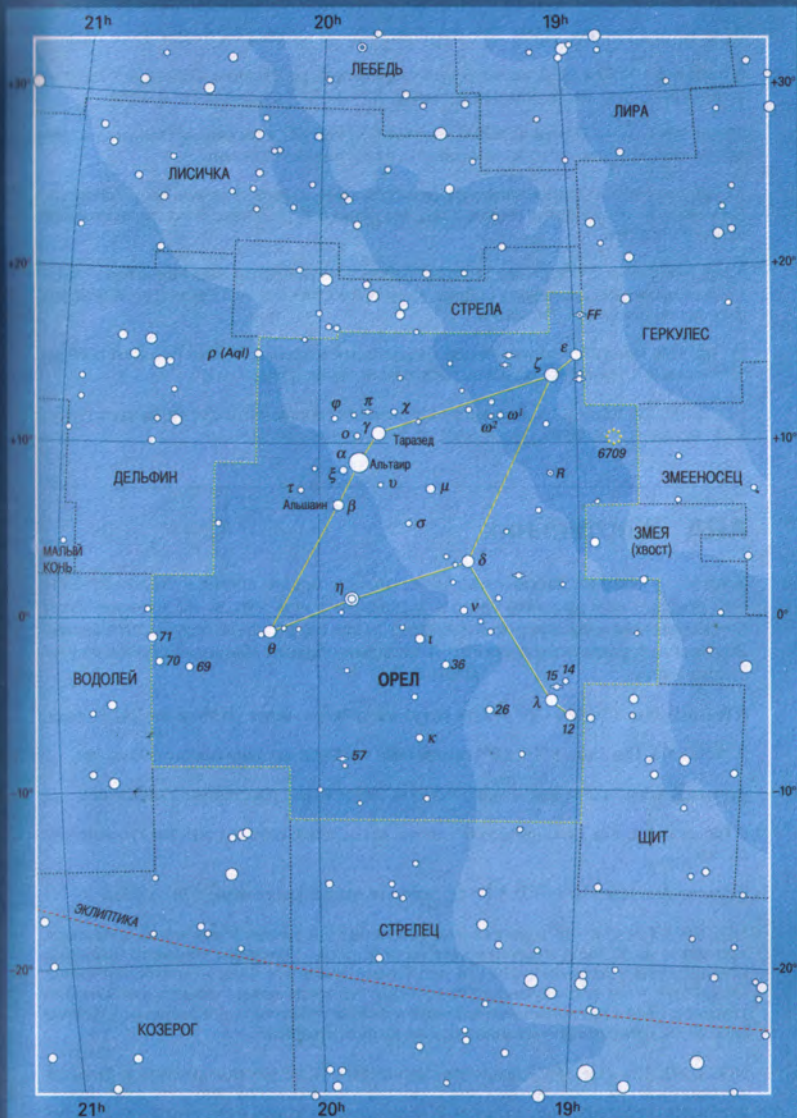 21h 20h 19h
ЛЕБЕДЬ
+30° +30°
ЛИРА
ЛИСИЧКА
+20° +20°
СТРЕЛА
FF
ГЕРКУЛЕС
ρ (Aql)
ε
ζ
φ π χ
ω² ω¹
ο γ
Таразед
+10° +10°
6709
α
Альтаир
ξ
ДЕЛЬФИН
R
ЗМЕЕНОСЕЦ
τ
υ μ
Альшаин
β
σ
ЗМЕЯ
(хвост)
МАЛЫЙ
КОНЬ
δ
η
ν
0° 0°
71
θ
ι
70 69
36
ВОДОЛЕЙ
ОРЕЛ
15 14
λ
26
12
κ
57
-10° -10°
ЩИТ
ЭКЛИПТИКА
СТРЕЛЕЦ
-20° -20°
КОЗЕРОГ
21h 20h 19h